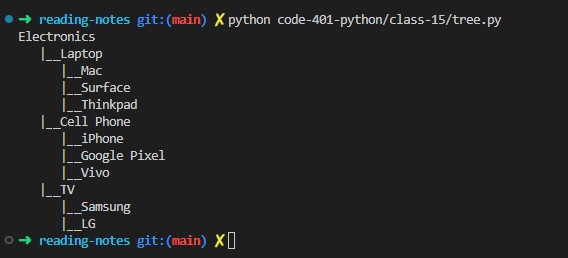 ➜ reading-notes git:(main) ✗ python code-401-python/class-15/tree.py
Electronics
   |__Laptop
      |__Mac
      |__Surface
      |__Thinkpad
   |__Cell Phone
      |__iPhone
      |__Google Pixel
      |__Vivo
   |__TV
      |__Samsung
      |__LG
➜ reading-notes git:(main) ✗